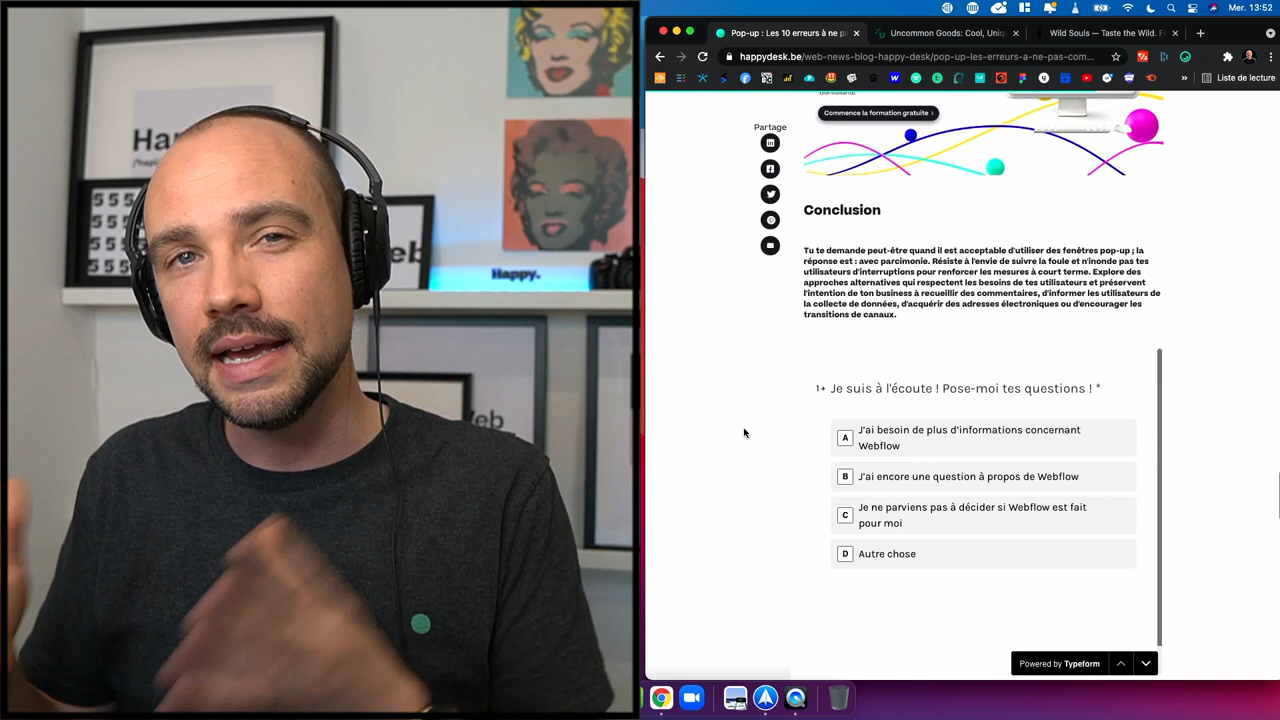 Mer. 13:52
Pop-up : Les 10 erreurs à ne pa
Uncommon Goods: Cool, Uniq
Wild Souls — Taste the Wild. F
happydesk.be/web-news-blog-happy-desk/pop-up-les-erreurs-a-ne-pas-com...
Liste de lecture
bienveillante.
Commence la formation gratuite
Partage
Conclusion
Tu te demande peut-être quand il est acceptable d'utiliser des fenêtres pop-up ; la
réponse est : avec parcimonie. Résiste à l'envie de suivre la foule et n'inonde pas tes
utilisateurs d'interruptions pour renforcer les mesures à court terme. Explore des
approches alternatives qui respectent les besoins de tes utilisateurs et préservent
l'intention de ton business à recueillir des commentaires, d'informer les utilisateurs de
la collecte de données, d'acquérir des adresses électroniques ou d'encourager les
transitions de canaux.
1 Je suis à l'écoute ! Pose-moi tes questions ! *
A J'ai besoin de plus d'informations concernant
Webflow
B J'ai encore une question à propos de Webflow
C Je ne parviens pas à décider si Webflow est fait
pour moi
D Autre chose
Powered by Typeform
Happy.
5 5 5
5 5 5